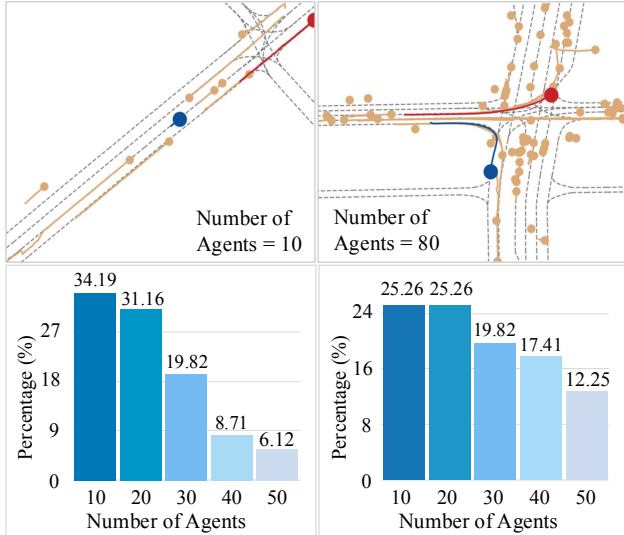 Number of
Agents = 10
Number of
Agents = 80
34.19
31.16
19.82
8.71
6.12
27
18
9
0
Percentage (%)
10 20 30 40 50
Number of Agents
25.26 25.26
19.82
17.41
12.25
24
16
8
0
Percentage (%)
10 20 30 40 50
Number of Agents